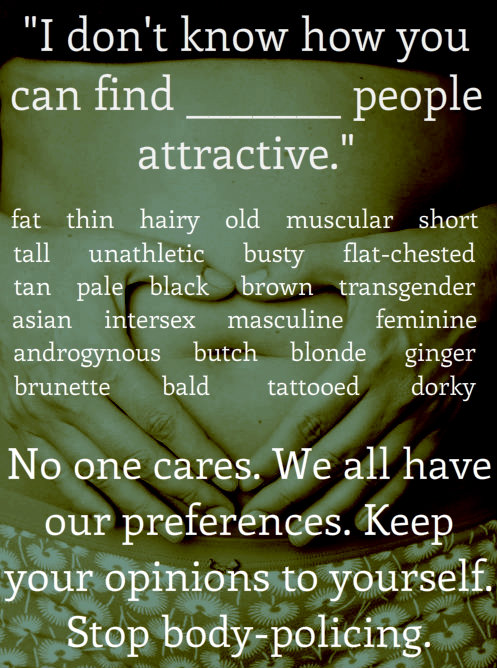 "I don't know how you
can find ________ people
attractive."
fat thin hairy old muscular short
tall unathletic busty flat-chested
tan pale black brown transgender
asian intersex masculine feminine
androgynous butch blonde ginger
brunette bald tattooed dorky
No one cares. We all have
our preferences. Keep
your opinions to yourself.
Stop body-policing.